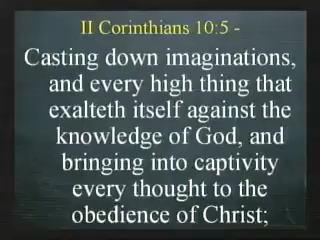 II Corinthians 10:5 -
Casting down imaginations,
and every high thing that
exalteth itself against the
knowledge of God, and
bringing into captivity
every thought to the
obedience of Christ;